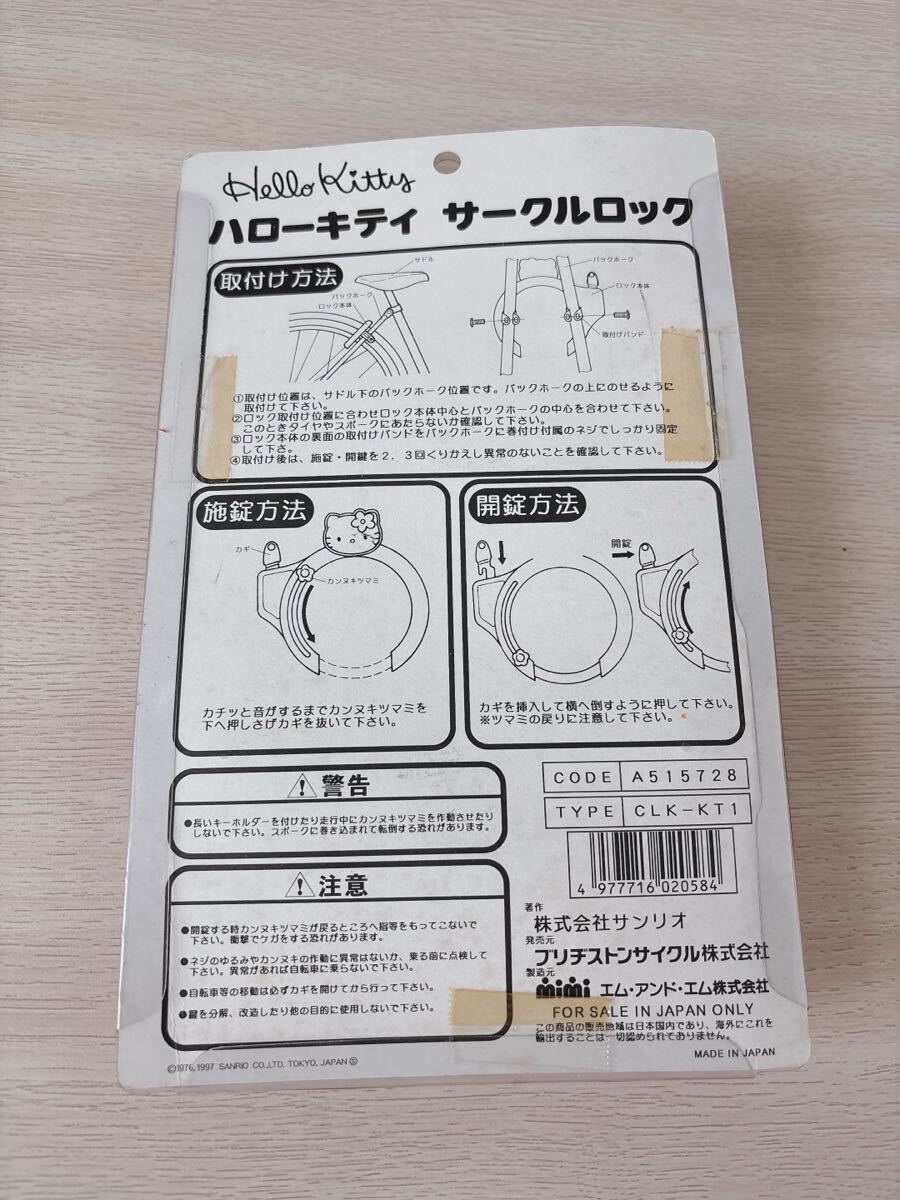 Hello Kitty
ハローキティ サークルロック
取付け方法
サドル
バックホーク
ロック本体
バックホーク
ロック本体
取付けバンド
①取付け位置は、サドル下のバックホーク位置です。バックホークの上にのせるように
取付けて下さい。
②ロック取付け位置に合わせロック本体中心とバックホークの中心を合わせて下さい。
このときタイヤやスポークにあたらないか確認して下さい。
③ロック本体の裏面の取付けバンドをバックホークに巻付け付属のネジでしっかり固定
して下さ。
④取付け後は、施錠・開鍵を2.3回くりかえし異常のないことを確認して下さい。
施錠方法
カギ
カンヌキツマミ
カチッと音がするまでカンヌキツマミを
下へ押しさげカギを抜いて下さい。
開錠方法
開錠
カギを挿入して横へ倒すように押して下さい。
※ツマミの戻りに注意して下さい。
警告
●長いキーホルダーを付けたり走行中にカンヌキツマミを作動させたり
しないで下さい。スポークに巻き込まれて転倒する恐れがあります。
注意
●開錠する時カンヌキツマミが戻るところへ指等をもってこないで
下さい。衝撃でケガをする恐れがあります。
●ネジのゆるみやカンヌキの作動に異常はないか、乗る前に点検して
下さい。異常があれば自転車に乗らないで下さい。
●自転車等の移動は必ずカギを開けてから行って下さい。
●鍵を分解、改造したり他の目的に使用しないで下さい。
CODE A515728
TYPE CLK-KT1
4 977716 020584
著作
株式会社サンリオ
発売元
ブリヂストンサイクル株式会社
製造元
mimi エム・アンド・エム株式会社
FOR SALE IN JAPAN ONLY
この商品の販売地域は日本国内であり、海外にこれを
輸出することは一切認められておりません。
MADE IN JAPAN
©1976,1997 SANRIO CO.,LTD. TOKYO, JAPAN Ⓢ